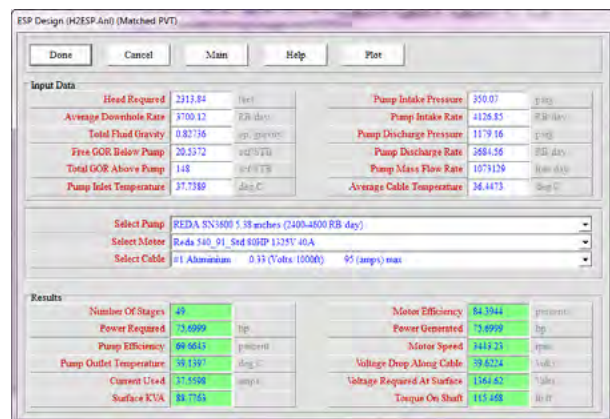 ESP Design (H2ESP.Anl) (Matched PVT)
Done Cancel Main Help Plot
Input Data
Head Required 2313.84 feet Pump Intake Pressure 350.07 psig
Average Downhole Rate 3700.12 RB/day Pump Intake Rate 4126.85 RB/day
Total Fluid Gravity 0.82736 sp. gravity Pump Discharge Pressure 1179.16 psig
Free GOR Below Pump 20.5372 scf/STB Pump Discharge Rate 3684.56 RB/day
Total GOR Above Pump 148 scf/STB Pump Mass Flow Rate 1073129 lbm/day
Pump Inlet Temperature 37.7389 deg C Average Cable Temperature 36.4473 deg C
Select Pump REDA SN3600 5.38 inches (2400-4600 RB/day)
Select Motor Reda 540_91_Std 80HP 1325V 40A
Select Cable #1 Aluminium 0.33 (Volts/1000ft) 95 (amps) max
Results
Number Of Stages 49 Motor Efficiency 84.3944 percent
Power Required 75.6999 hp Power Generated 75.6999 hp
Pump Efficiency 69.6643 percent Motor Speed 3443.23 rpm
Pump Outlet Temperature 39.1397 deg C Voltage Drop Along Cable 39.6224 Volts
Current Used 37.5598 amps Voltage Required At Surface 1364.62 Volts
Surface KVA 88.7763 Torque On Shaft 115.468 lb.ft